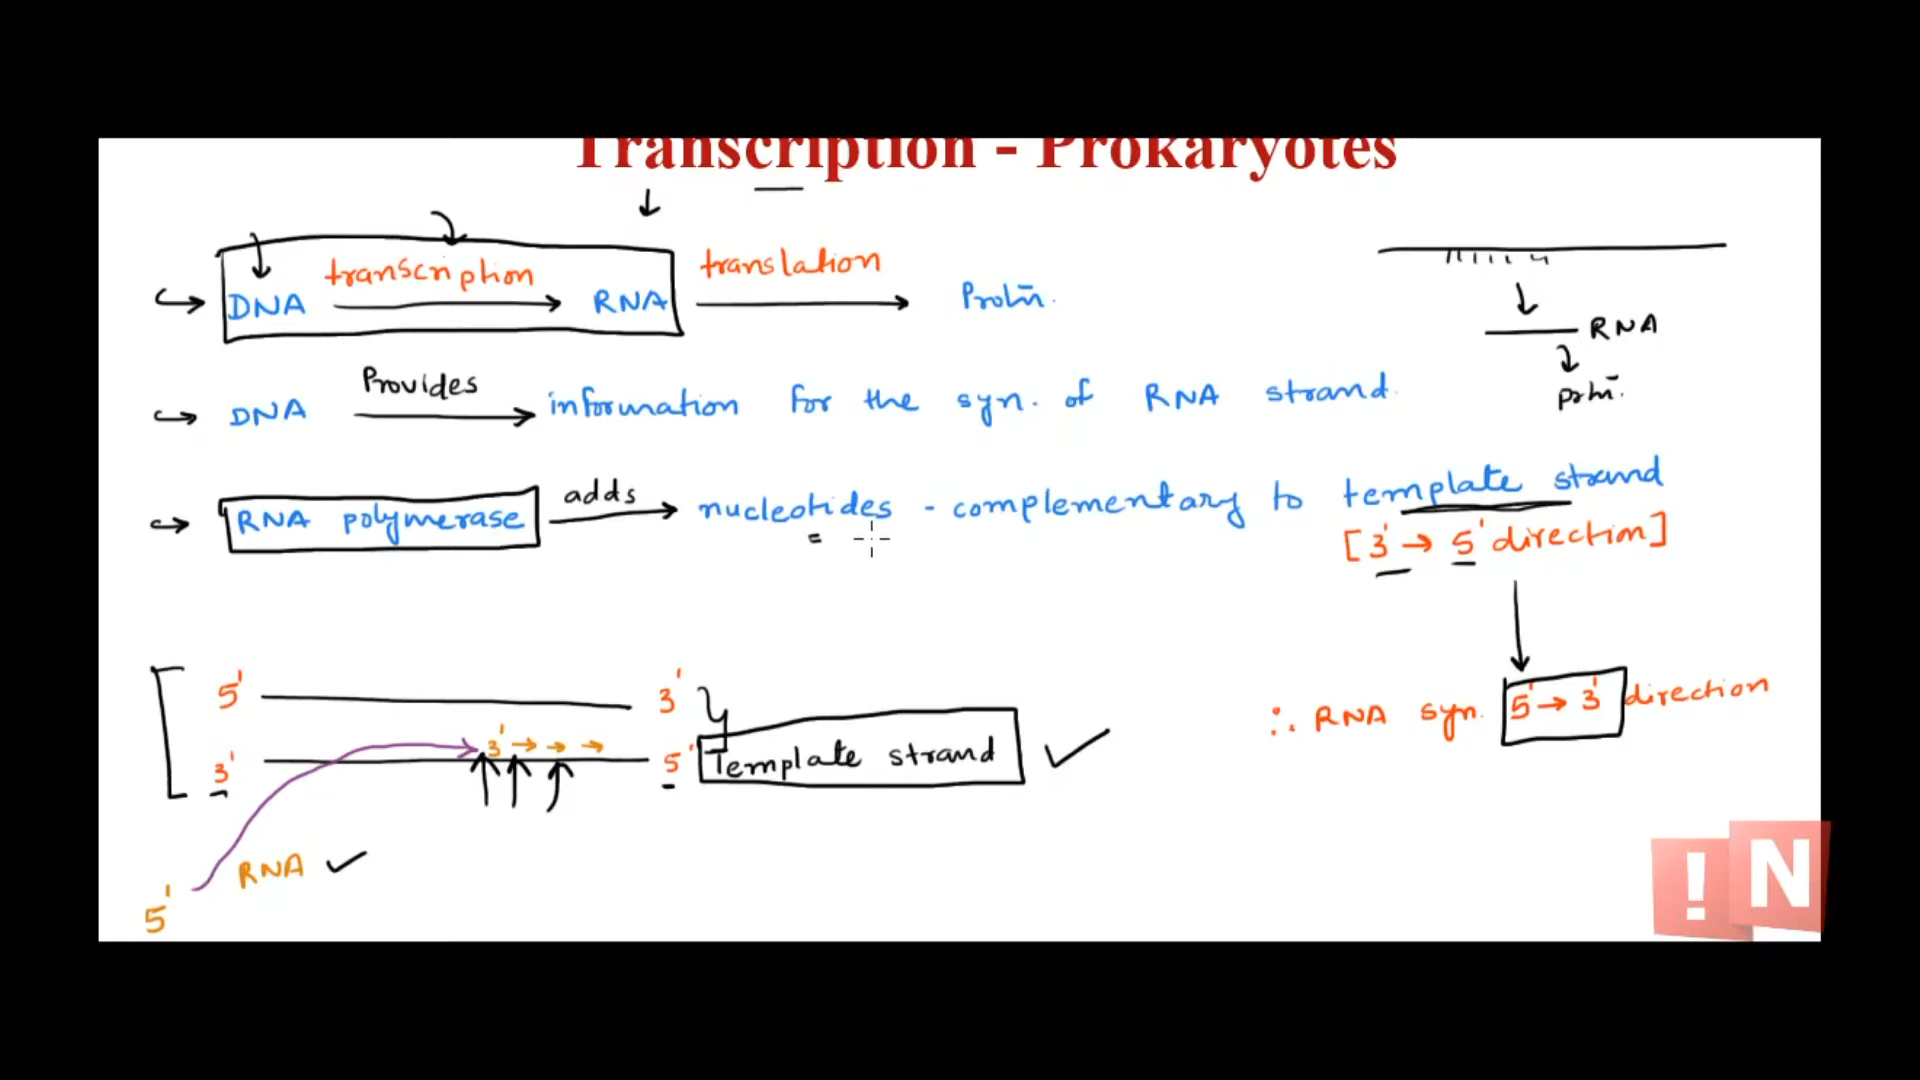 Transcription - Prokaryotes
DNA transcription RNA translation Protn̄.
RNA
protn̄.
DNA Provides information for the syn. of RNA strand.
RNA polymerase adds nucleotides - complementary to template strand
[3' → 5' direction]
5' 3'
3' 3' → → → 5' Template strand ✓
∴ RNA syn. 5' → 3' direction
RNA ✓
5'
!N